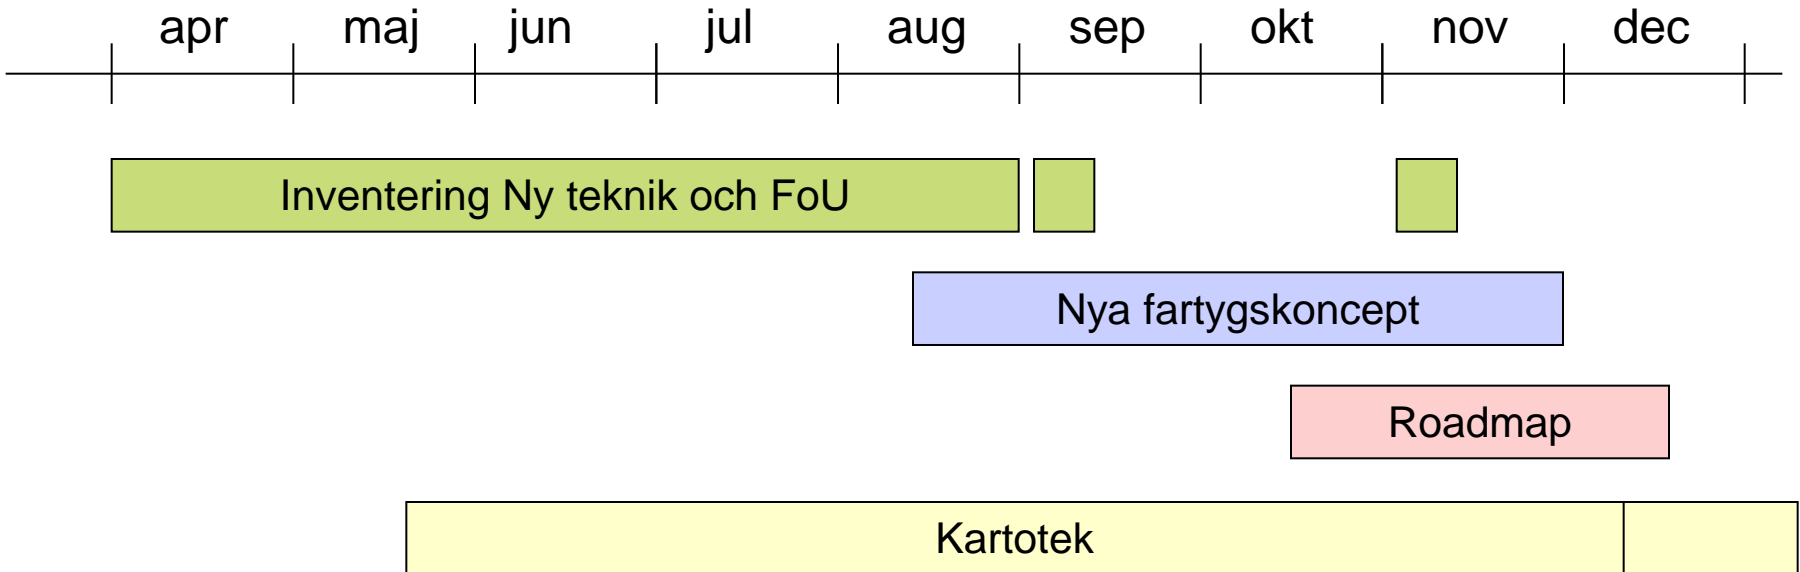 apr maj jun jul aug sep okt nov dec
Inventering Ny teknik och FoU
Nya fartygskoncept
Roadmap
Kartotek